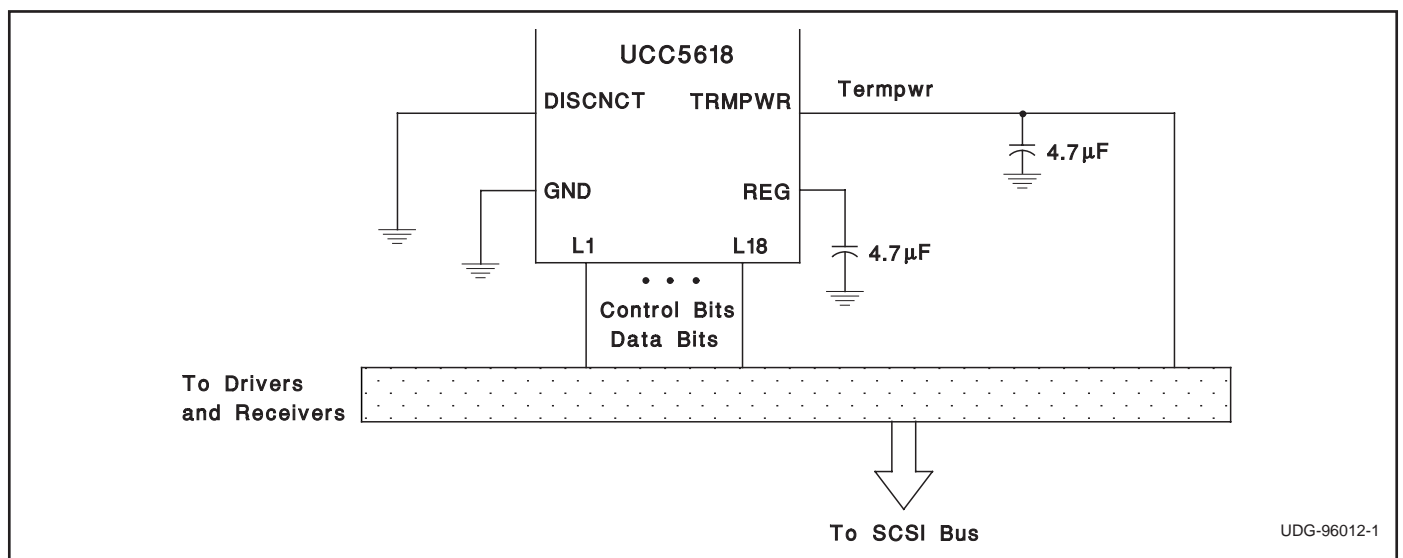 UCC5618
DISCNCT
TRMPWR
Termpwr
4.7µF
GND
REG
4.7µF
L1
L18
• • •
Control Bits
Data Bits
To Drivers
and Receivers
To SCSI Bus
UDG-96012-1